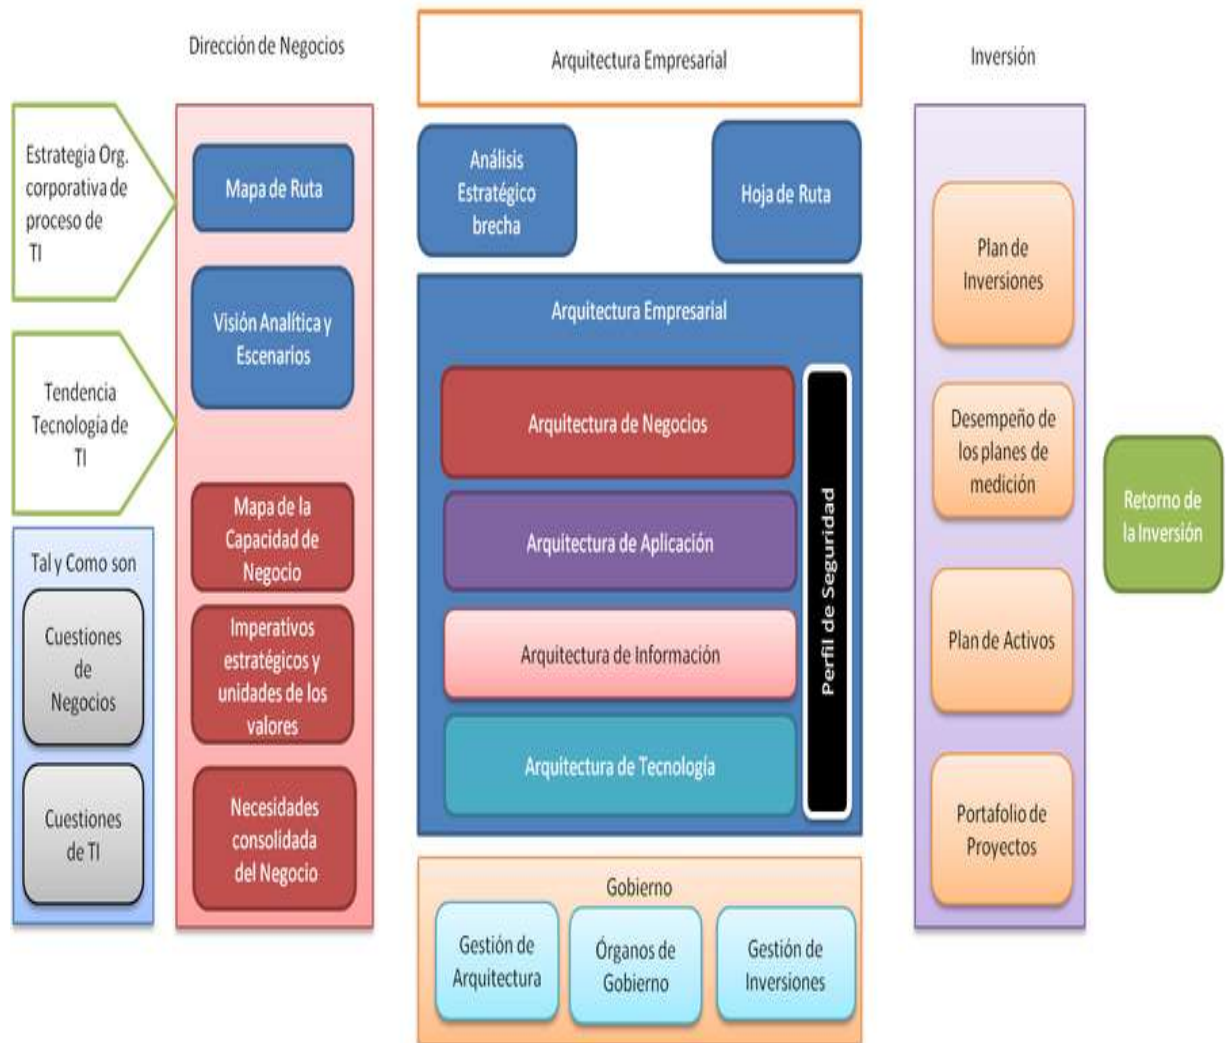 Dirección de Negocios
Arquitectura Empresarial
Inversión
Estrategia Org.
corporativa de
proceso de
TI
Tendencia
Tecnología de
TI
Tal y Como son
Cuestiones
de
Negocios
Cuestiones
de TI
Mapa de Ruta
Visión Analítica y
Escenarios
Mapa de la
Capacidad de
Negocio
Imperativos
estratégicos y
unidades de los
valores
Necesidades
consolidada
del Negocio
Análisis
Estratégico
brecha
Hoja de Ruta
Arquitectura Empresarial
Arquitectura de Negocios
Arquitectura de Aplicación
Arquitectura de Información
Arquitectura de Tecnología
Perfil de Seguridad
Gobierno
Gestión de
Arquitectura
Órganos de
Gobierno
Gestión de
Inversiones
Plan de
Inversiones
Desempeño de
los planes de
medición
Plan de Activos
Portafolio de
Proyectos
Retorno de
la Inversión